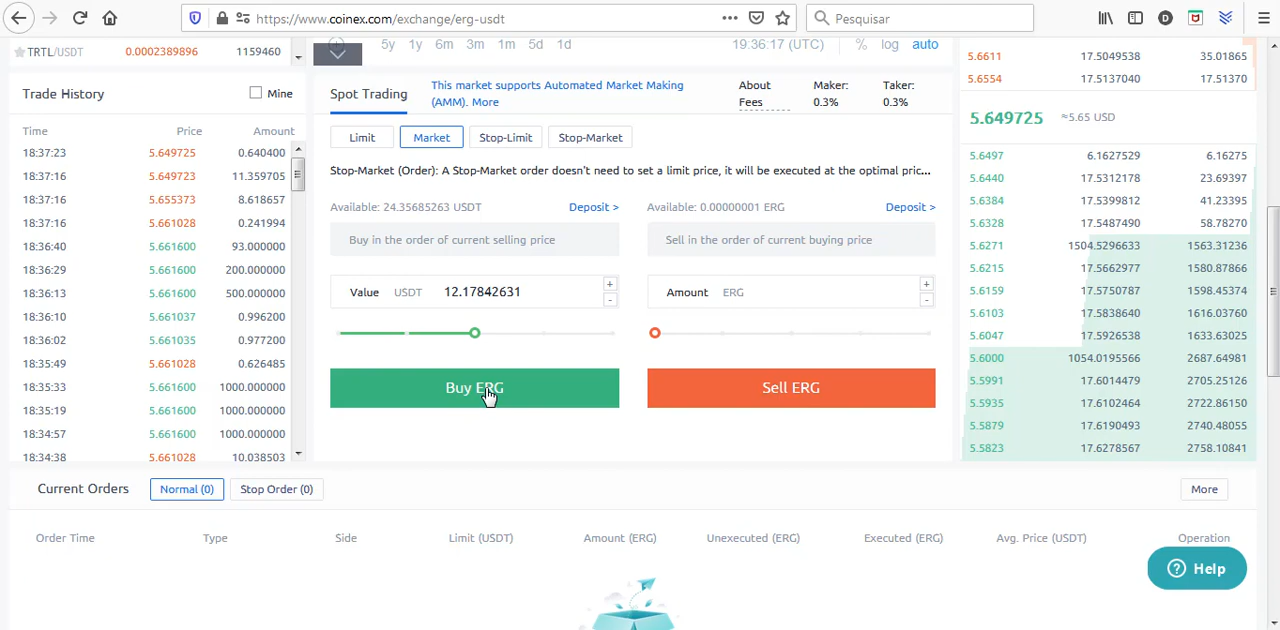 https://www.coinex.com/exchange/erg-usdt
Pesquisar
TRTL/USDT 0.0002389896 1159460
5y 1y 6m 3m 1m 5d 1d 19:36:17 (UTC) % log auto
5.6611 17.5049538 35.01865
5.6554 17.5137040 17.51370
5.649725 ≈5.65 USD
5.6497 6.1627529 6.16275
5.6440 17.5312178 23.69397
5.6384 17.5399812 41.23395
5.6328 17.5487490 58.78270
5.6271 1504.5296633 1563.31236
5.6215 17.5662977 1580.87866
5.6159 17.5750787 1598.45374
5.6103 17.5838640 1616.03760
5.6047 17.5926538 1633.63025
5.6000 1054.0195566 2687.64981
5.5991 17.6014479 2705.25126
5.5935 17.6102464 2722.86150
5.5879 17.6190493 2740.48055
5.5823 17.6278567 2758.10841
Trade History Mine
Time Price Amount
18:37:23 5.649725 0.640400
18:37:16 5.649723 11.359705
18:37:16 5.655373 8.618657
18:37:16 5.661028 0.241994
18:36:40 5.661600 93.000000
18:36:29 5.661600 200.000000
18:36:13 5.661600 500.000000
18:36:10 5.661037 0.996200
18:36:02 5.661035 0.977200
18:35:49 5.661028 0.626485
18:35:33 5.661600 1000.000000
18:35:19 5.661600 1000.000000
18:34:57 5.661600 1000.000000
18:34:38 5.661028 10.038503
Spot Trading
This market supports Automated Market Making
(AMM). More
About
Fees
Maker:
0.3%
Taker:
0.3%
Limit Market Stop-Limit Stop-Market
Stop-Market (Order): A Stop-Market order doesn't need to set a limit price, it will be executed at the optimal pric...
Available: 24.35685263 USDT Deposit >
Buy in the order of current selling price
Value USDT 12.17842631 + -
Buy ERG
Available: 0.00000001 ERG Deposit >
Sell in the order of current buying price
Amount ERG + -
Sell ERG
Current Orders Normal (0) Stop Order (0) More
Order Time Type Side Limit (USDT) Amount (ERG) Unexecuted (ERG) Executed (ERG) Avg. Price (USDT) Operation
? Help